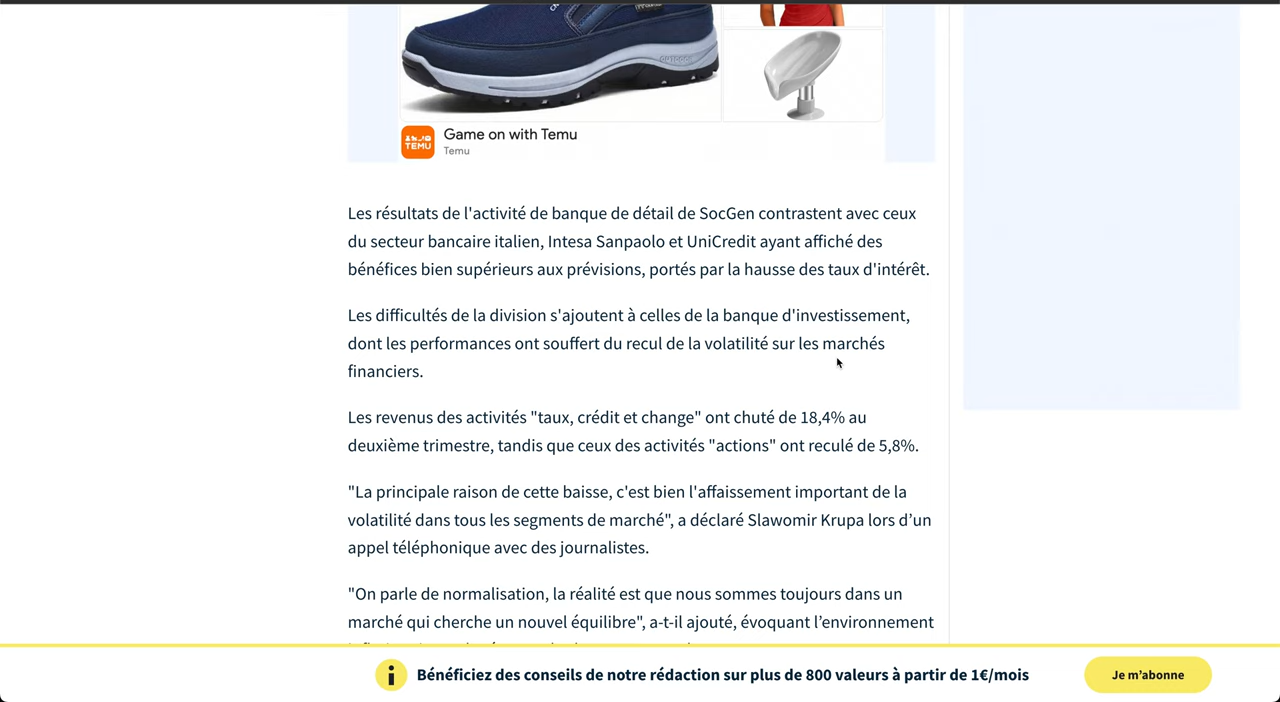 TEMU
Game on with Temu
Temu
Les résultats de l'activité de banque de détail de SocGen contrastent avec ceux
du secteur bancaire italien, Intesa Sanpaolo et UniCredit ayant affiché des
bénéfices bien supérieurs aux prévisions, portés par la hausse des taux d'intérêt.
Les difficultés de la division s'ajoutent à celles de la banque d'investissement,
dont les performances ont souffert du recul de la volatilité sur les marchés
financiers.
Les revenus des activités "taux, crédit et change" ont chuté de 18,4% au
deuxième trimestre, tandis que ceux des activités "actions" ont reculé de 5,8%.
"La principale raison de cette baisse, c'est bien l'affaissement important de la
volatilité dans tous les segments de marché", a déclaré Slawomir Krupa lors d’un
appel téléphonique avec des journalistes.
"On parle de normalisation, la réalité est que nous sommes toujours dans un
marché qui cherche un nouvel équilibre", a-t-il ajouté, évoquant l’environnement
Bénéficiez des conseils de notre rédaction sur plus de 800 valeurs à partir de 1€/mois
Je m’abonne